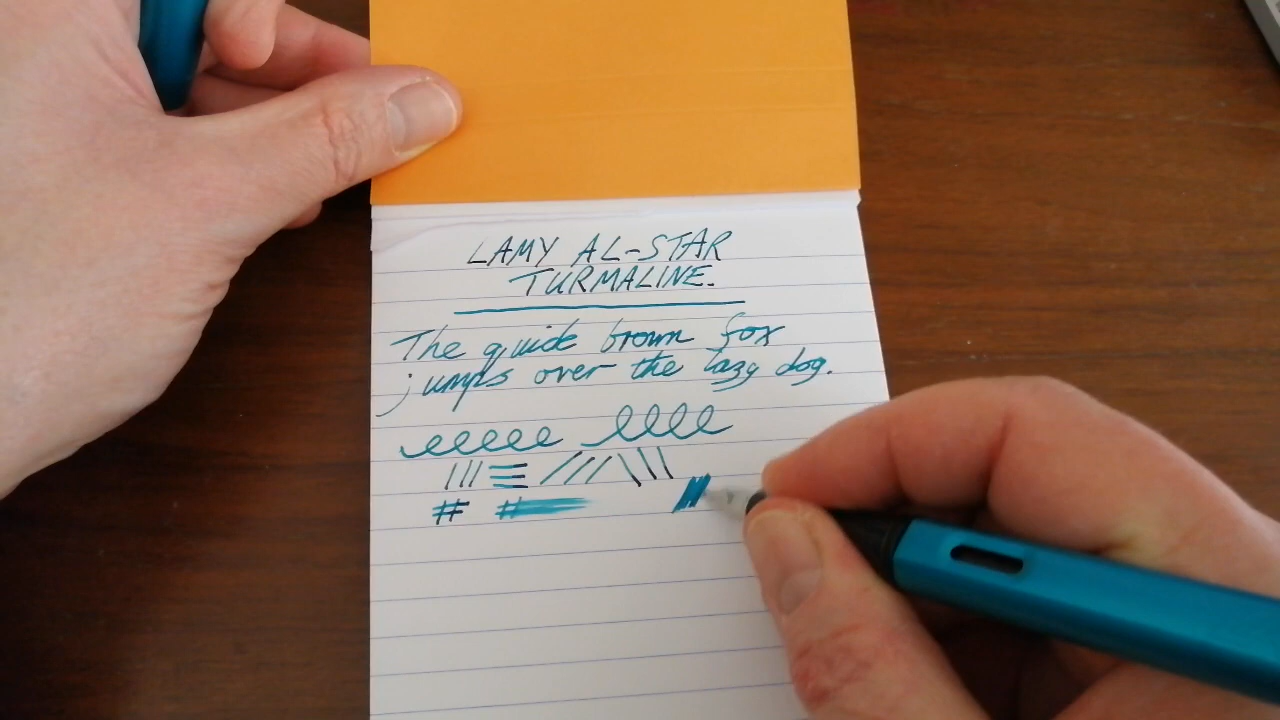 LAMY AL-STAR
TURMALINE.
The quick brown fox
jumps over the lazy dog.